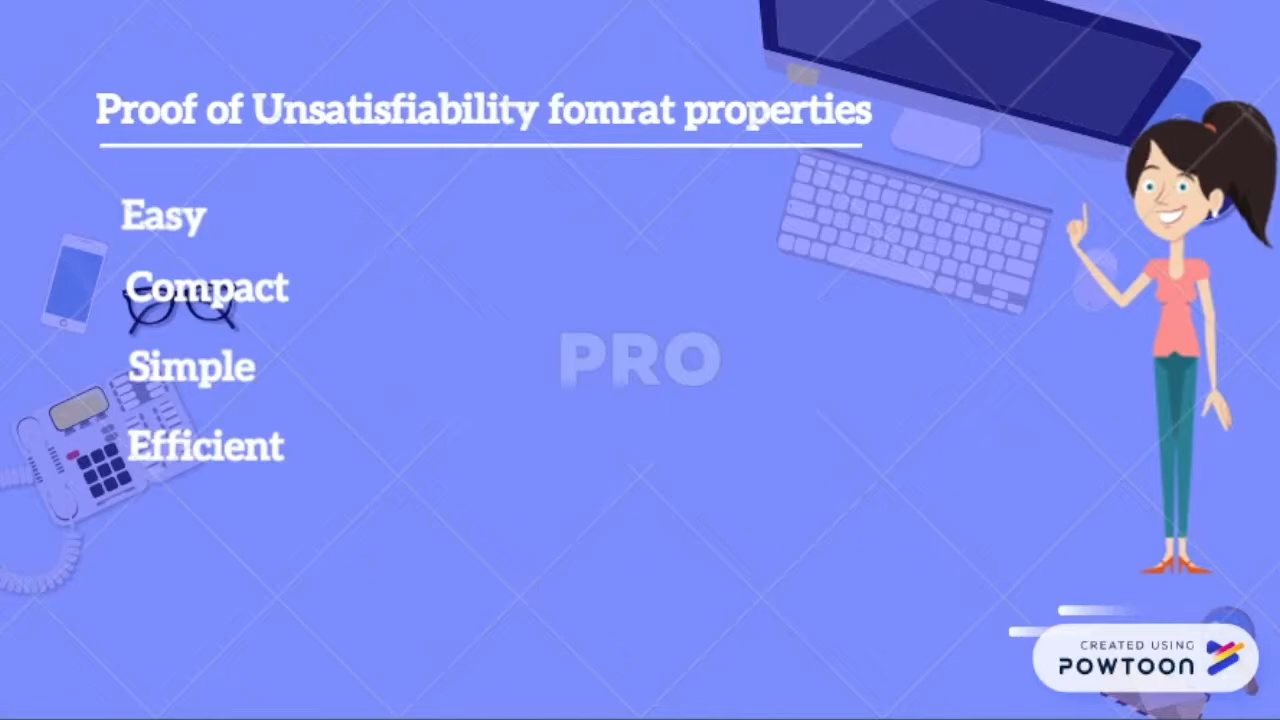 Proof of Unsatisfiability fomrat properties
Easy
Compact
Simple
PRO
Efficient
CREATED USING
POWTOON